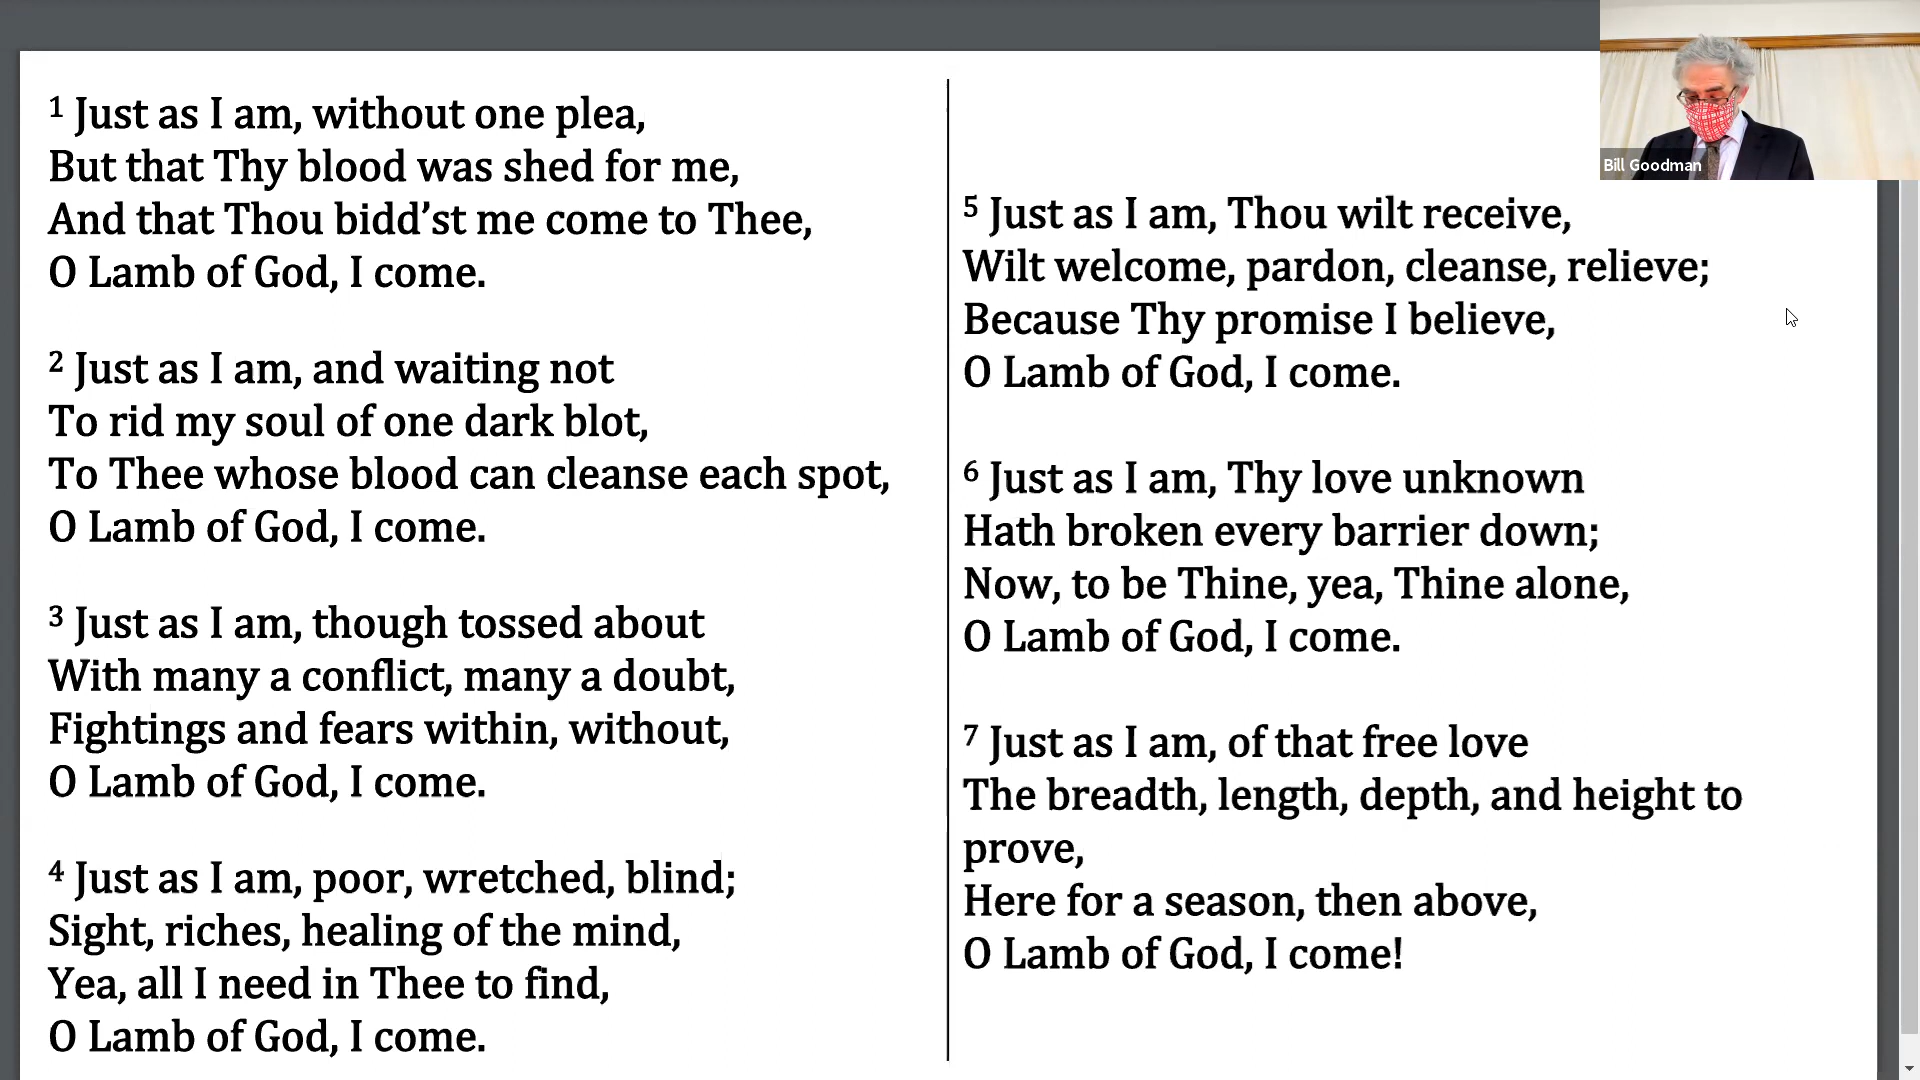 ¹ Just as I am, without one plea,
But that Thy blood was shed for me,
And that Thou bidd’st me come to Thee,
O Lamb of God, I come.
² Just as I am, and waiting not
To rid my soul of one dark blot,
To Thee whose blood can cleanse each spot,
O Lamb of God, I come.
³ Just as I am, though tossed about
With many a conflict, many a doubt,
Fightings and fears within, without,
O Lamb of God, I come.
⁴ Just as I am, poor, wretched, blind;
Sight, riches, healing of the mind,
Yea, all I need in Thee to find,
O Lamb of God, I come.
⁵ Just as I am, Thou wilt receive,
Wilt welcome, pardon, cleanse, relieve;
Because Thy promise I believe,
O Lamb of God, I come.
⁶ Just as I am, Thy love unknown
Hath broken every barrier down;
Now, to be Thine, yea, Thine alone,
O Lamb of God, I come.
⁷ Just as I am, of that free love
The breadth, length, depth, and height to
prove,
Here for a season, then above,
O Lamb of God, I come!
Bill Goodman